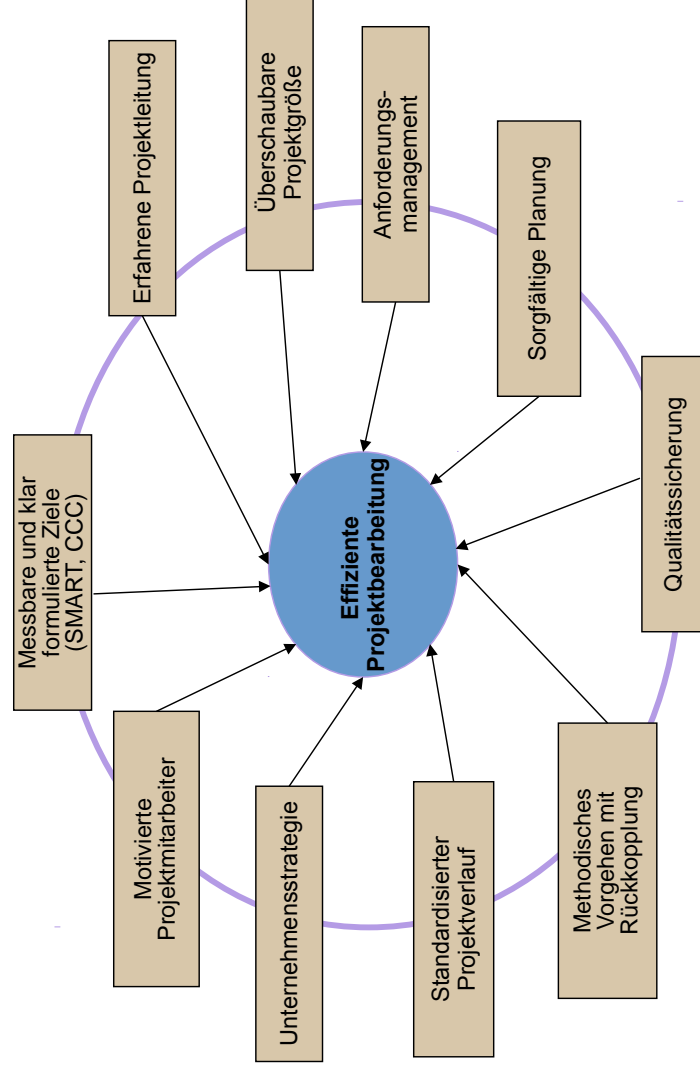 Messbare und klar
formulierte Ziele
(SMART, CCC)
Erfahrene Projektleitung
Überschaubare
Projektgröße
Anforderungs-
management
Sorgfältige Planung
Qualitätssicherung
Methodisches
Vorgehen mit
Rückkopplung
Standardisierter
Projektverlauf
Unternehmensstrategie
Motivierte
Projektmitarbeiter
Effiziente
Projektbearbeitung